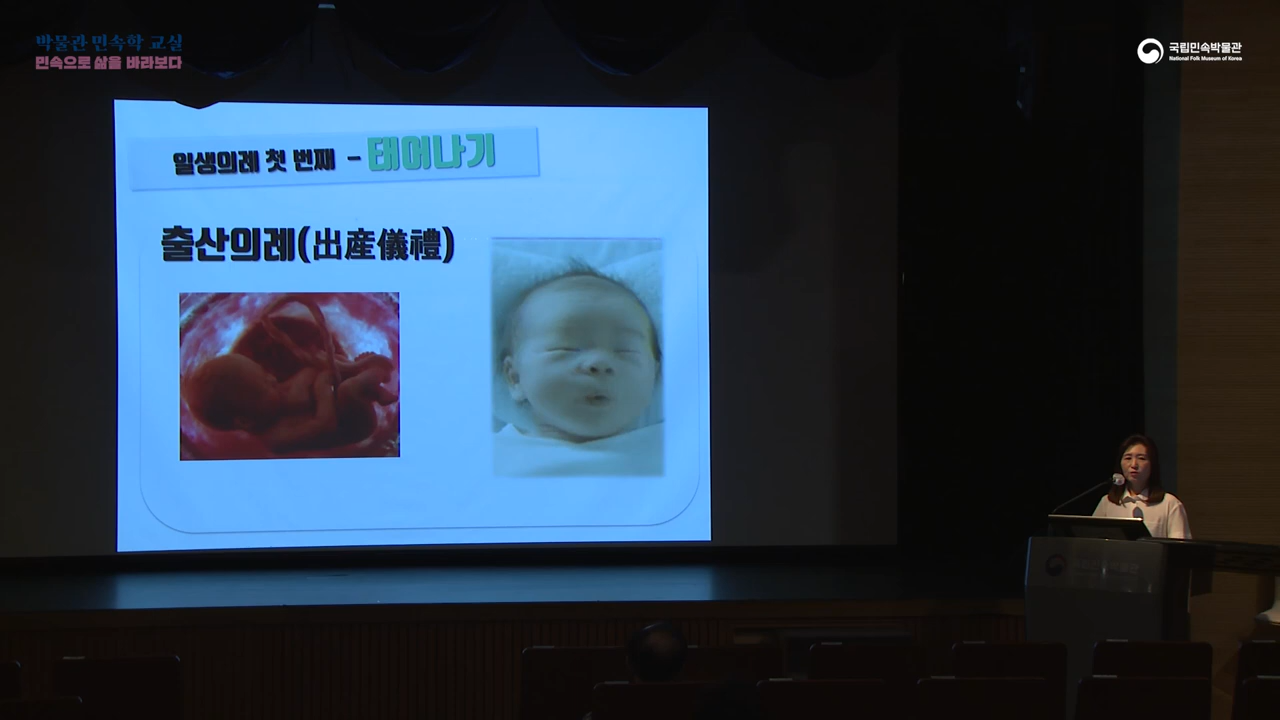 박물관 민속학 교실
민속으로 삶을 바라보다
국립민속박물관
National Folk Museum of Korea
일생의례 첫 번째 - 태어나기
출산의례(出産儀禮)